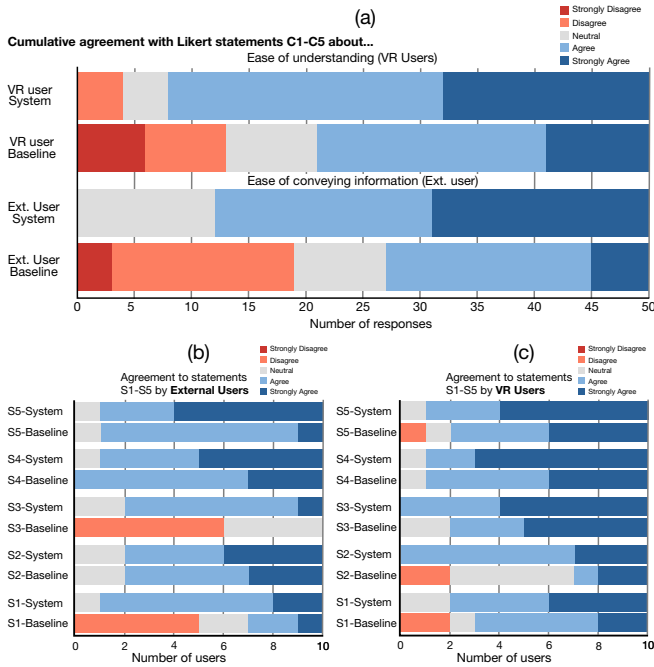 (a)
Strongly Disagree
Disagree
Neutral
Agree
Strongly Agree
Cumulative agreement with Likert statements C1-C5 about...
Ease of understanding (VR Users)
VR user
System
VR user
Baseline
Ease of conveying information (Ext. user)
Ext. User
System
Ext. User
Baseline
0 5 10 15 20 25 30 35 40 45 50
Number of responses
(b)
Strongly Disagree
Disagree
Neutral
Agree
Strongly Agree
Agreement to statements
S1-S5 by External Users
S5-System
S5-Baseline
S4-System
S4-Baseline
S3-System
S3-Baseline
S2-System
S2-Baseline
S1-System
S1-Baseline
0 2 4 6 8 10
Number of users
(c)
Strongly Disagree
Disagree
Neutral
Agree
Strongly Agree
Agreement to statements
S1-S5 by VR Users
S5-System
S5-Baseline
S4-System
S4-Baseline
S3-System
S3-Baseline
S2-System
S2-Baseline
S1-System
S1-Baseline
0 2 4 6 8 10
Number of users